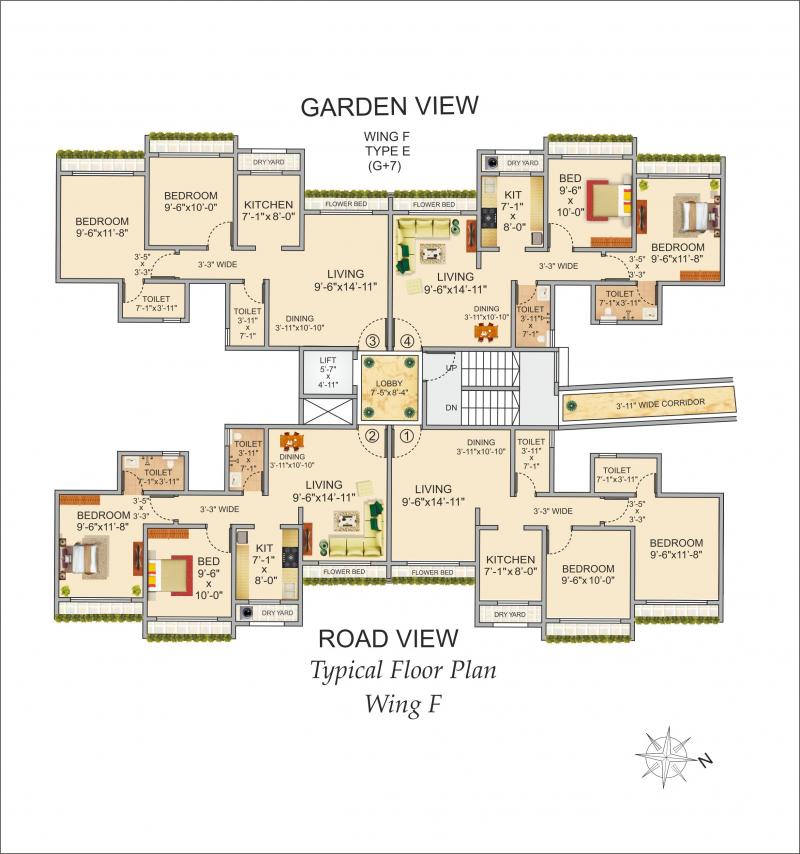 GARDEN VIEW
WING F
TYPE E
(G+7)
DRY YARD
BEDROOM
9'-6"x11'-8"
BEDROOM
9'-6"x10'-0"
KITCHEN
7'-1"x 8'-0"
FLOWER BED
3'-5"
x
3'-3"
3'-3" WIDE
TOILET
7'-1"x3'-11"
TOILET
3'-11"
x
7'-1"
LIVING
9'-6"x14'-11"
DINING
3'-11"x10'-10"
3
FLOWER BED
DRY YARD
KIT
7'-1"
x
8'-0"
BED
9'-6"
x
10'-0"
BEDROOM
9'-6"x11'-8"
LIVING
9'-6"x14'-11"
3'-3" WIDE
3'-5"
x
3'-3"
TOILET
7'-1"x 3'-11"
DINING
3'-11"x10'-10"
TOILET
3'-11"
x
7'-1"
4
LIFT
5'-7"
x
4'-11"
LOBBY
7'-5"x 8'-4"
UP
DN
3'-11" WIDE CORRIDOR
2
TOILET
3'-11"
x
7'-1"
DINING
3'-11"x10'-10"
TOILET
7'-1"x3'-11"
LIVING
9'-6"x14'-11"
3'-5"
x
3'-3"
3'-3" WIDE
BEDROOM
9'-6"x11'-8"
BED
9'-6"
x
10'-0"
KIT
7'-1"
x
8'-0"
FLOWER BED
DRY YARD
1
DINING
3'-11"x10'-10"
TOILET
3'-11"
x
7'-1"
TOILET
7'-1"x3'-11"
LIVING
9'-6"x14'-11"
3'-3" WIDE
3'-5"
x
3'-3"
BEDROOM
9'-6"x11'-8"
KITCHEN
7'-1"x 8'-0"
BEDROOM
9'-6"x 10'-0"
FLOWER BED
DRY YARD
ROAD VIEW
Typical Floor Plan
Wing F
N